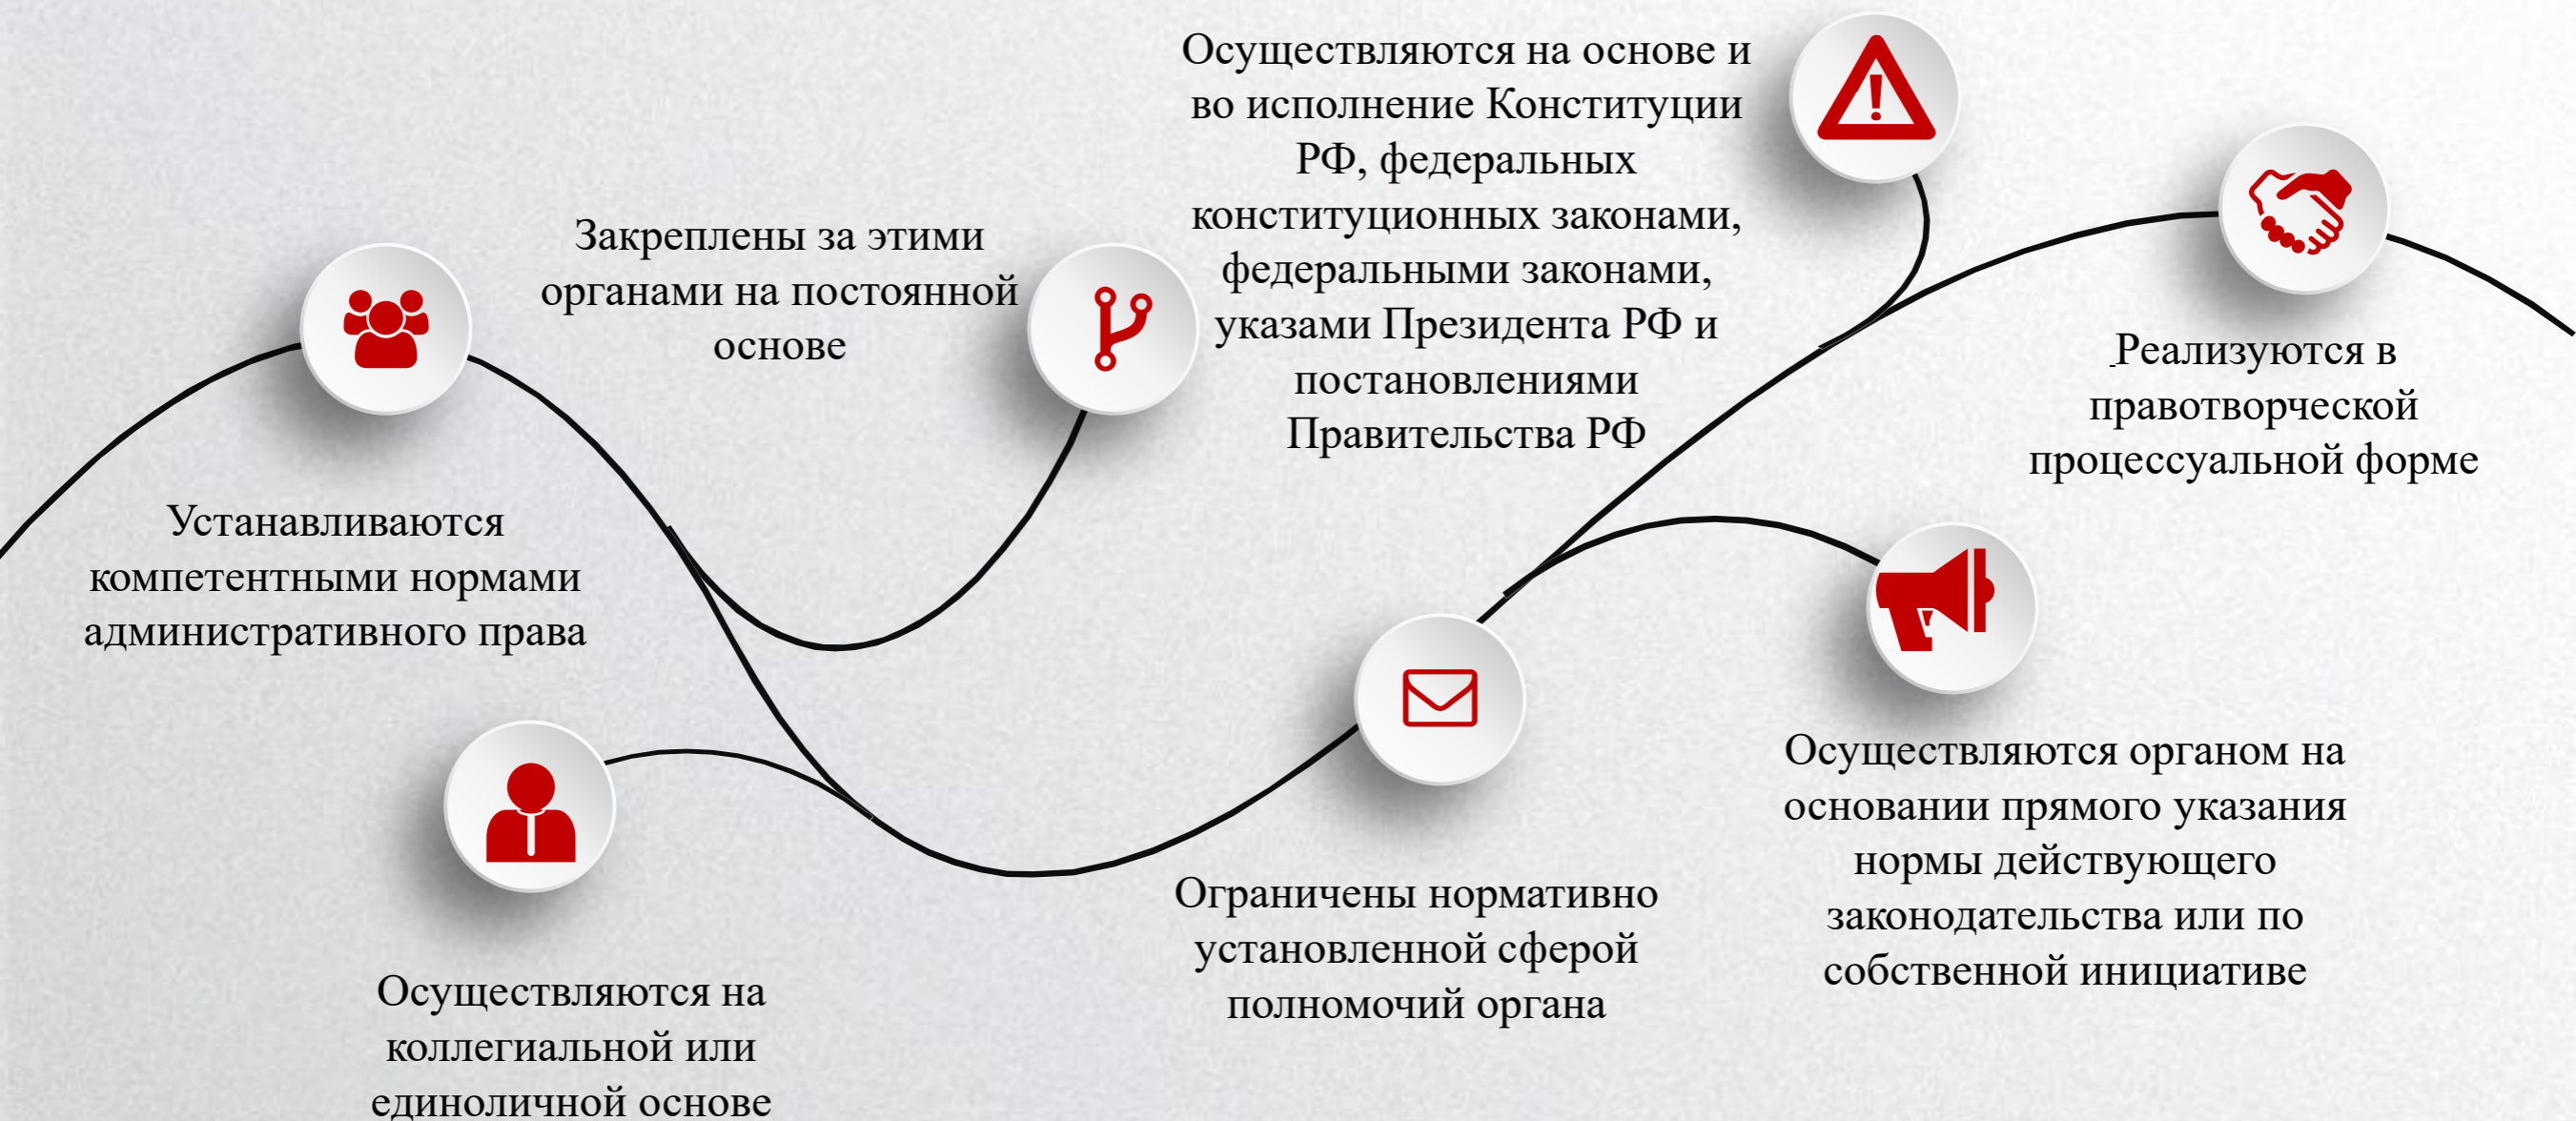 Устанавливаются
компетентными нормами
административного права
Закреплены за этими
органами на постоянной
основе
Осуществляются на
коллегиальной или
единоличной основе
Осуществляются на основе и
во исполнение Конституции
РФ, федеральных
конституционных законами,
федеральными законами,
указами Президента РФ и
постановлениями
Правительства РФ
Ограничены нормативно
установленной сферой
полномочий органа
Реализуются в
правотворческой
процессуальной форме
Осуществляются органом на
основании прямого указания
нормы действующего
законодательства или по
собственной инициативе